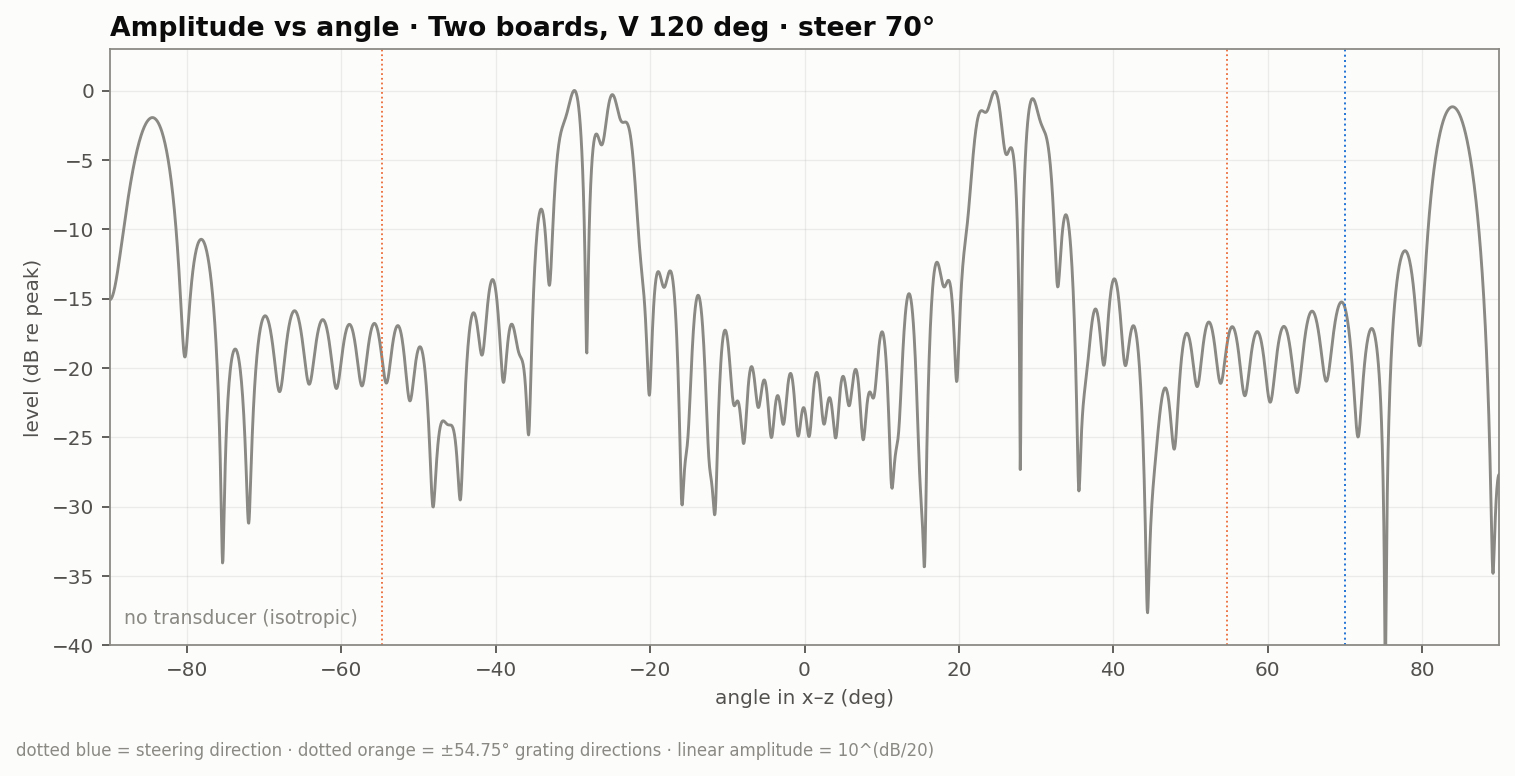 Amplitude vs angle · Two boards, V 120 deg · steer 70°
level (dB re peak)
0
−5
−10
−15
−20
−25
−30
−35
−40
no transducer (isotropic)
−80 −60 −40 −20 0 20 40 60 80
angle in x–z (deg)
dotted blue = steering direction · dotted orange = ±54.75° grating directions · linear amplitude = 10^(dB/20)